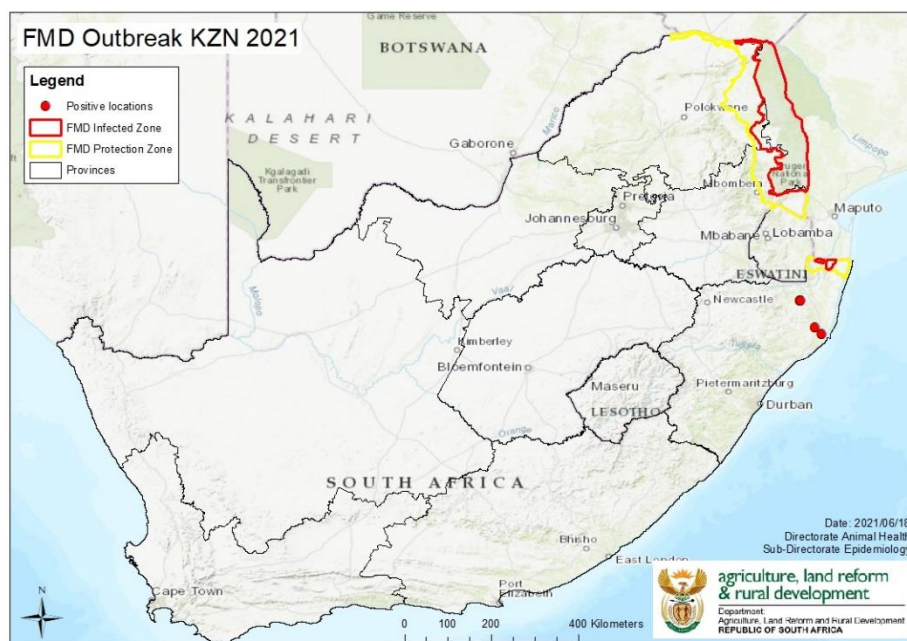 FMD Outbreak KZN 2021
Legend
Positive locations
FMD Infected Zone
FMD Protection Zone
Provinces
Game Reserve
BOTSWANA
KALAHARI
DESERT
Kgalagadi
Transfrontier
Park
Gaborone
Marico
Polokwane
Limpopo
Kruger
National
Park
Mbombela
Pretoria
Johannesburg
Maputo
Mbabane
Lobamba
ESWATINI
Molopo
Vaal
Newcastle
Kimberley
Bloemfontein
Tugela
Maseru
LESOTHO
Pietermaritzburg
Durban
Orange
SOUTH AFRICA
Bhisho
East London
Port
Elizabeth
Cape Town
N
0 100 200 400 Kilometers
Date: 2021/06/18
Directorate Animal Health
Sub-Directorate Epidemiology
agriculture, land reform
& rural development
Department:
Agriculture, Land Reform and Rural Development
REPUBLIC OF SOUTH AFRICA